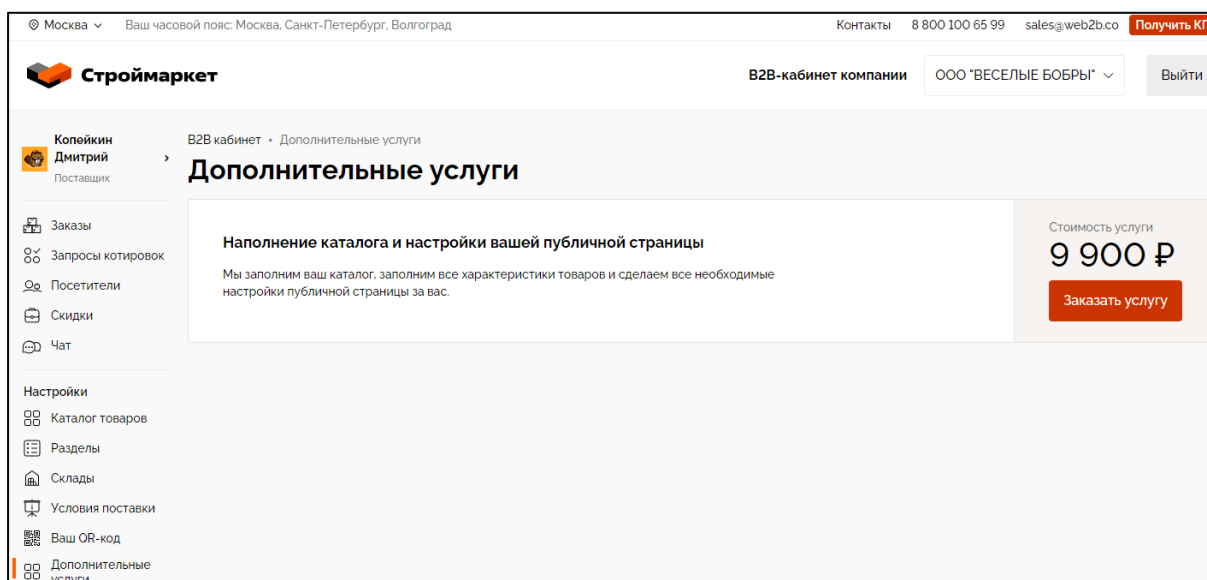 Москва
Ваш часовой пояс: Москва, Санкт-Петербург, Волгоград
Контакты
8 800 100 65 99
sales@web2b.co
Получить КП
Строймаркет
B2B-кабинет компании
ООО "ВЕСЕЛЫЕ БОБРЫ"
Выйти
Копейкин
Дмитрий
Поставщик
B2B кабинет • Дополнительные услуги
Дополнительные услуги
Заказы
Запросы котировок
Посетители
Скидки
Чат
Наполнение каталога и настройки вашей публичной страницы
Мы заполним ваш каталог, заполним все характеристики товаров и сделаем все необходимые
настройки публичной страницы за вас.
Стоимость услуги
9 900 ₽
Заказать услугу
Настройки
Каталог товаров
Разделы
Склады
Условия поставки
Ваш QR-код
Дополнительные
услуги